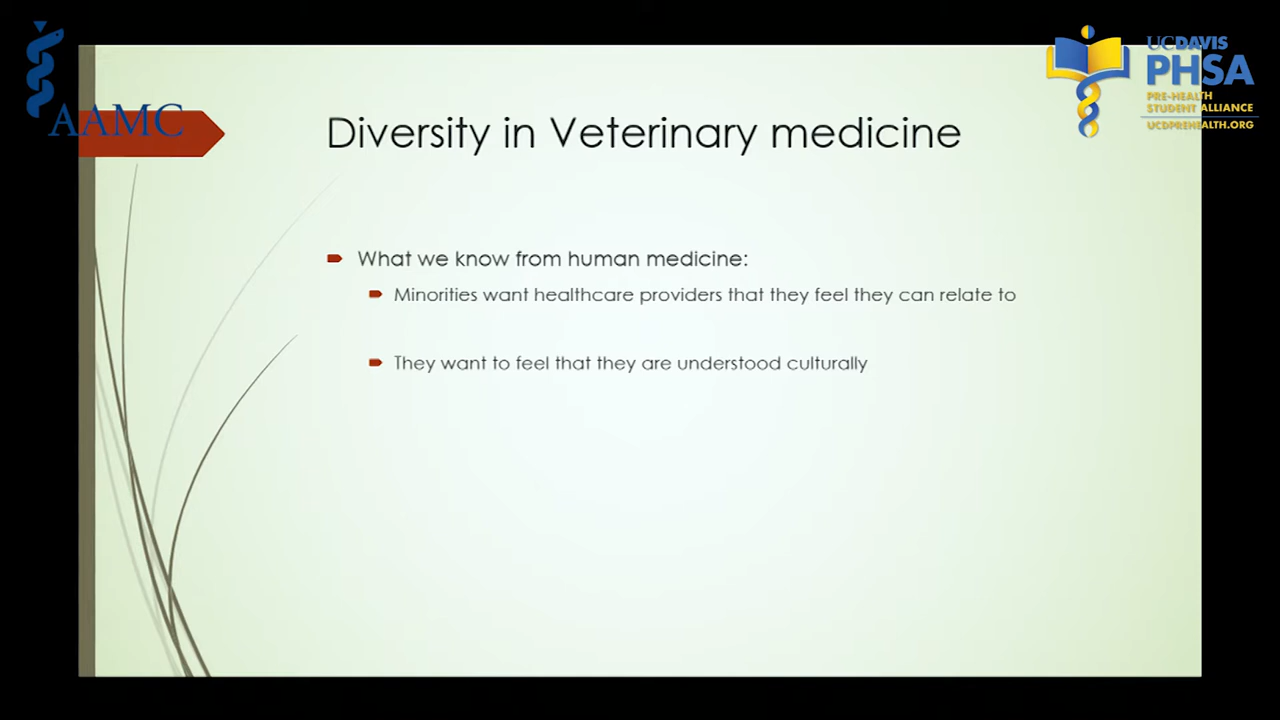 AAMC
UCDAVIS
PHSA
PRE-HEALTH
STUDENT ALLIANCE
UCDPREHEALTH.ORG
Diversity in Veterinary medicine
What we know from human medicine:
Minorities want healthcare providers that they feel they can relate to
They want to feel that they are understood culturally